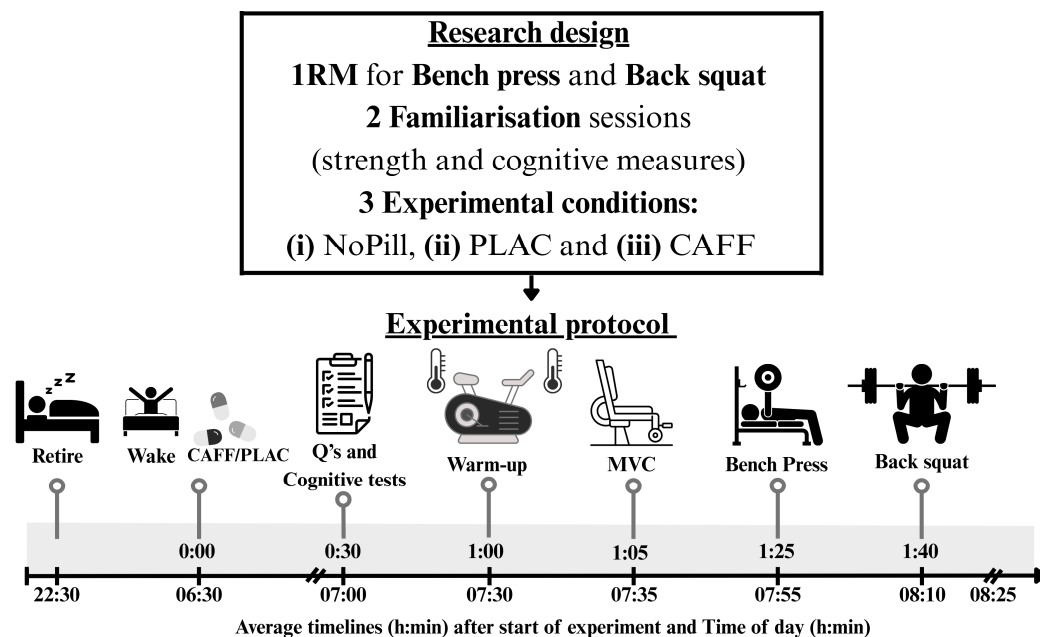 Research design
1RM for Bench press and Back squat
2 Familiarisation sessions
(strength and cognitive measures)
3 Experimental conditions:
(i) NoPill, (ii) PLAC and (iii) CAFF
Experimental protocol
z z z z
Retire
Wake
CAFF/PLAC
Q's and
Cognitive tests
Warm-up
MVC
Bench Press
Back squat
0:00
0:30
1:00
1:05
1:25
1:40
22:30
06:30
07:00
07:30
07:35
07:55
08:10
08:25
Average timelines (h:min) after start of experiment and Time of day (h:min)